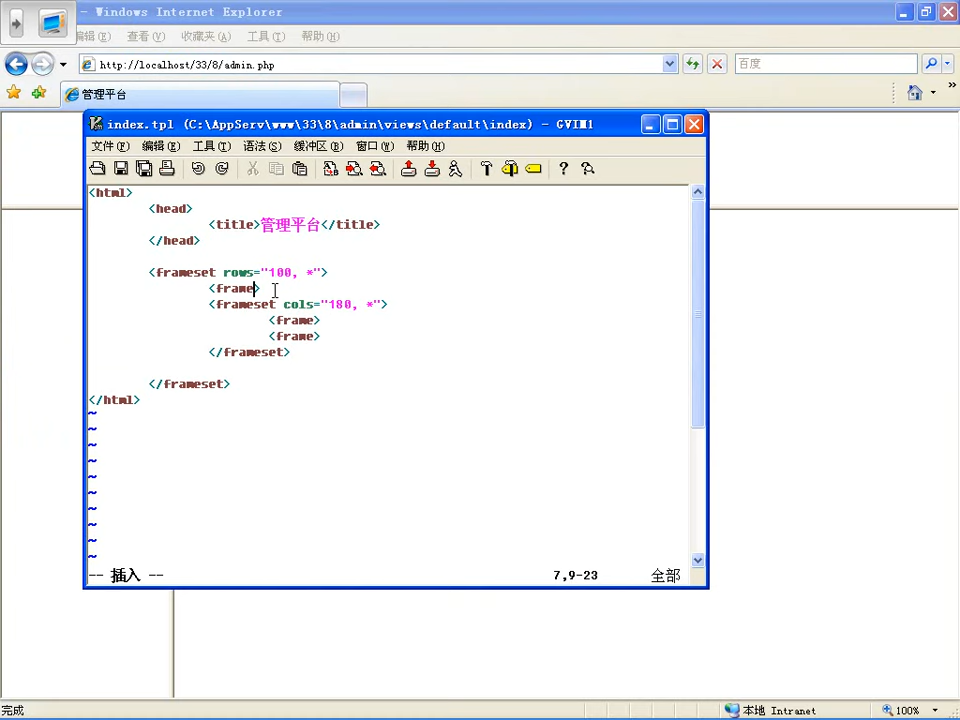 - Windows Internet Explorer
编辑(E) 查看(V) 收藏夹(A) 工具(T) 帮助(H)
http://localhost/33/8/admin.php
百度
管理平台
»
index.tpl (C:\AppServ\www\33\8\admin\views\default\index) - GVIM1
文件(F) 编辑(E) 工具(T) 语法(S) 缓冲区(B) 窗口(W) 帮助(H)
<html>
<head>
<title>管理平台</title>
</head>
<frameset rows="100, *">
<frame>
<frameset cols="180, *">
<frame>
<frame>
</frameset>
</frameset>
</html>
~
~
~
~
~
~
~
~
~
~
-- 插入 -- 7,9-23 全部
完成 本地 Intranet 100%